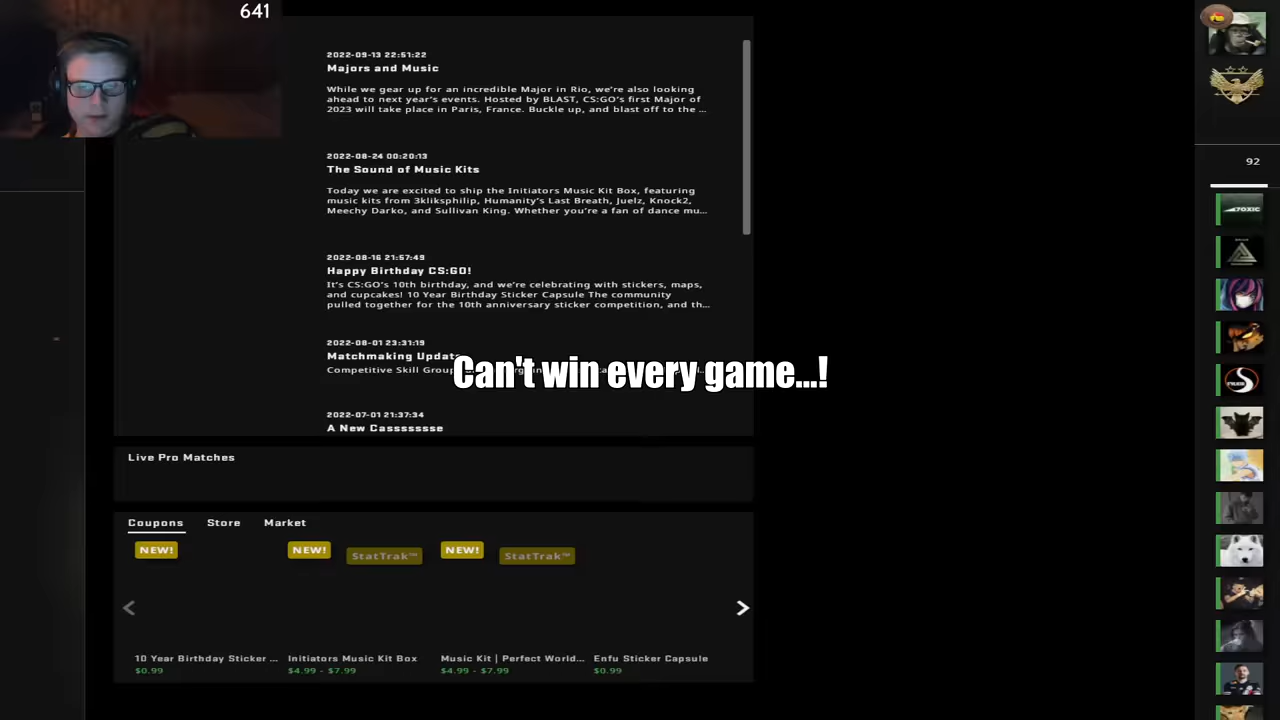 641
2022-09-13 22:51:22
Majors and Music
While we gear up for an incredible Major in Rio, we're also looking
ahead to next year's events. Hosted by BLAST, CS:GO's first Major of
2023 will take place in Paris, France. Buckle up, and blast off to the ...
2022-08-24 00:20:13
The Sound of Music Kits
Today we are excited to ship the Initiators Music Kit Box, featuring
music kits from 3kliksphilip, Humanity's Last Breath, Juelz, Knock2,
Meechy Darko, and Sullivan King. Whether you're a fan of dance mu...
2022-08-16 21:57:49
Happy Birthday CS:GO!
It's CS:GO's 10th birthday, and we're celebrating with stickers, maps,
and cupcakes! 10 Year Birthday Sticker Capsule The community
pulled together for the 10th anniversary sticker competition, and th...
2022-08-01 23:31:19
Matchmaking Update
Competitive Skill Group
Can't win every game...!
2022-07-01 21:37:34
A New Casssssse
Live Pro Matches
Coupons Store Market
NEW! NEW! StatTrak™ NEW! StatTrak™
10 Year Birthday Sticker ... Initiators Music Kit Box Music Kit | Perfect World... Enfu Sticker Capsule
$0.99 $4.99 - $7.99 $4.99 - $7.99 $0.99
92